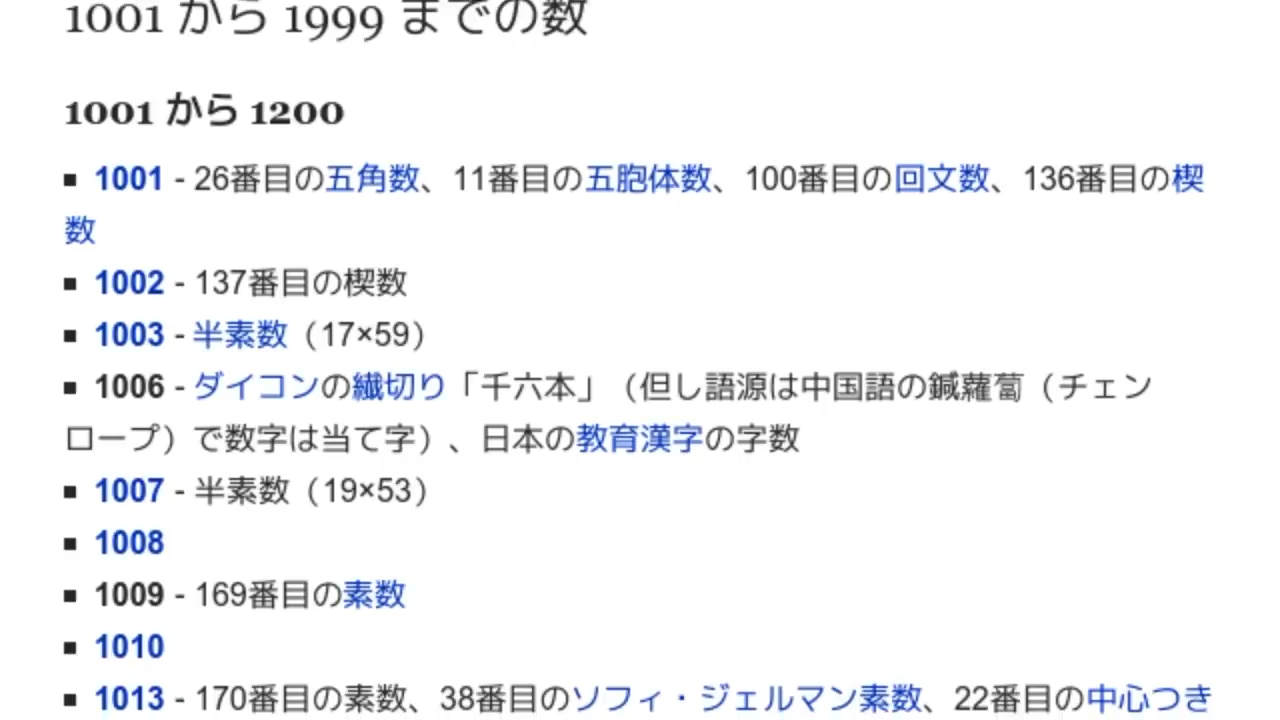 1001 から 1999 までの数
1001 から 1200
▪ 1001 - 26番目の五角数、11番目の五胞体数、100番目の回文数、136番目の楔
数
▪ 1002 - 137番目の楔数
▪ 1003 - 半素数（17×59）
▪ 1006 - ダイコンの繊切り「千六本」（但し語源は中国語の鍼蘿蔔（チェン
ロープ）で数字は当て字）、日本の教育漢字の字数
▪ 1007 - 半素数（19×53）
▪ 1008
▪ 1009 - 169番目の素数
▪ 1010
▪ 1013 - 170番目の素数、38番目のソフィ・ジェルマン素数、22番目の中心つき